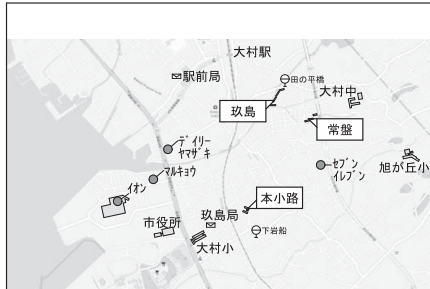 大村駅
駅前局
田の平橋
大村中
玖島
常盤
ﾃﾞｲﾘｰ
ﾔﾏｻﾞｷ
ｾﾌﾞﾝ
ｲﾚﾌﾞﾝ
旭が丘小
ﾏﾙｷｮｳ
ｲｵﾝ
本小路
市役所
玖島局
大村小
下岩船